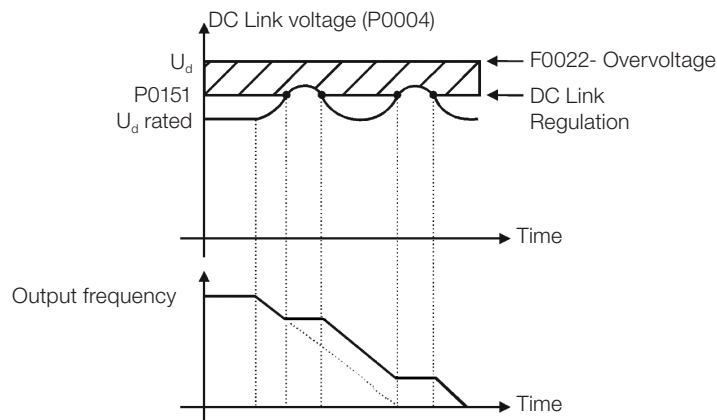 DC Link voltage (P0004)
Ud
F0022- Overvoltage
P0151
DC Link
Regulation
Ud rated
Time
Output frequency
Time